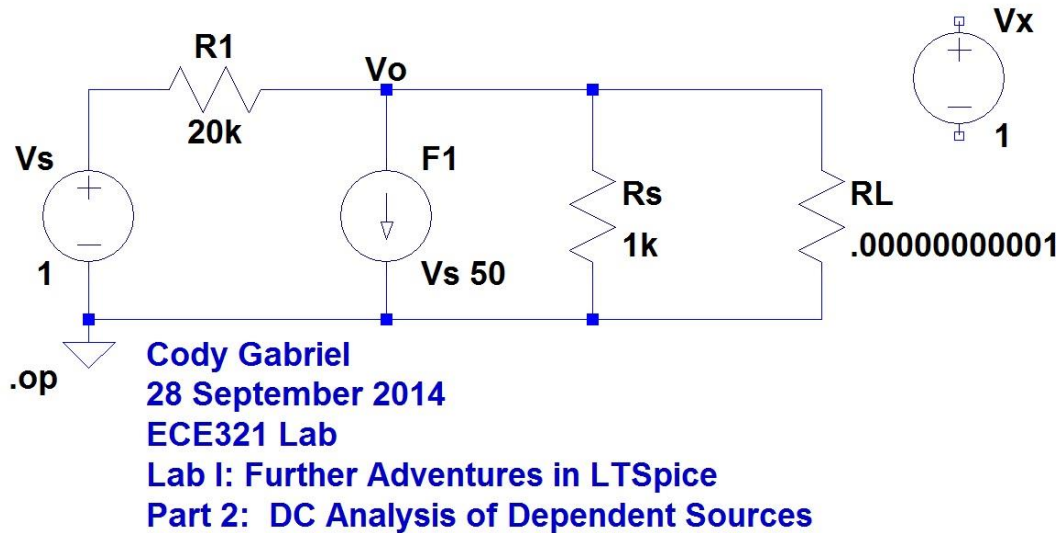 Vx
R1
Vo
20k
1
Vs
F1
Rs
RL
1k
.00000000001
1
Vs 50
.op
Cody Gabriel
28 September 2014
ECE321 Lab
Lab I: Further Adventures in LTSpice
Part 2:  DC Analysis of Dependent Sources